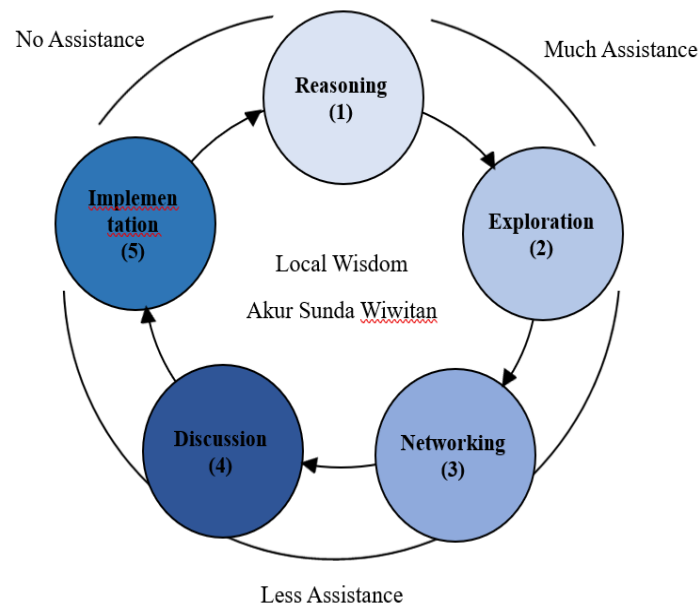 No Assistance
Much Assistance
Reasoning
(1)
Exploration
(2)
Implemen
tation
(5)
Local Wisdom
Akur Sunda Wiwitan
Networking
(3)
Discussion
(4)
Less Assistance